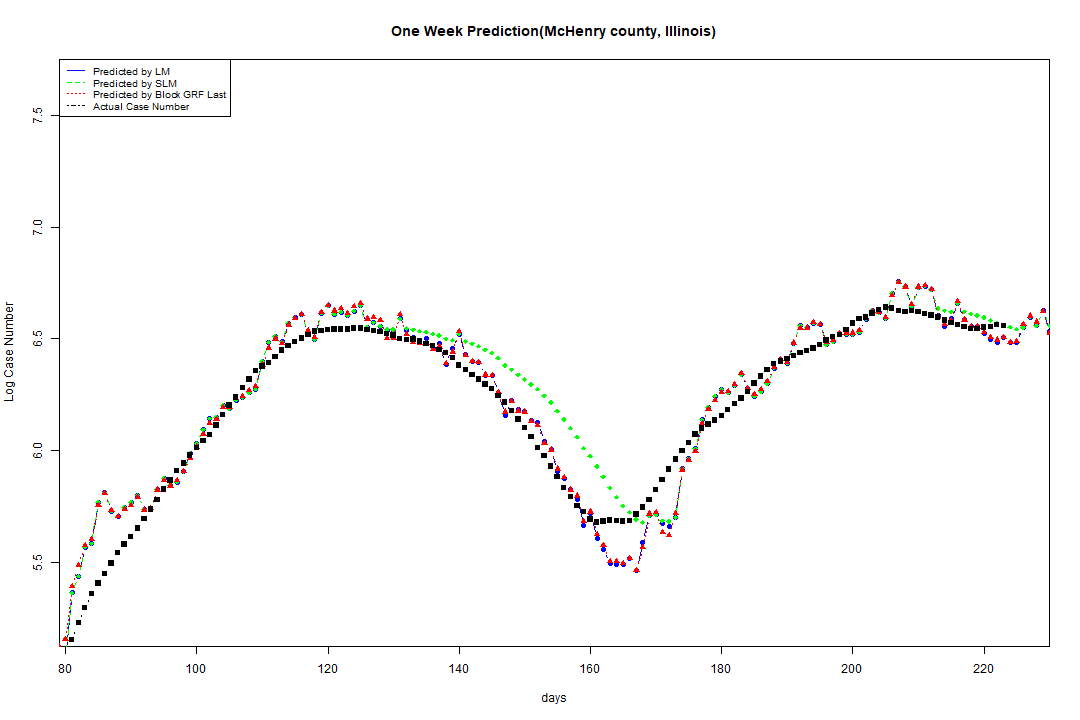 One Week Prediction(McHenry county, Illinois)
Predicted by LM
Predicted by SLM
Predicted by Block GRF Last
Actual Case Number
7.5
7.0
6.5
6.0
5.5
Log Case Number
80 100 120 140 160 180 200 220
days